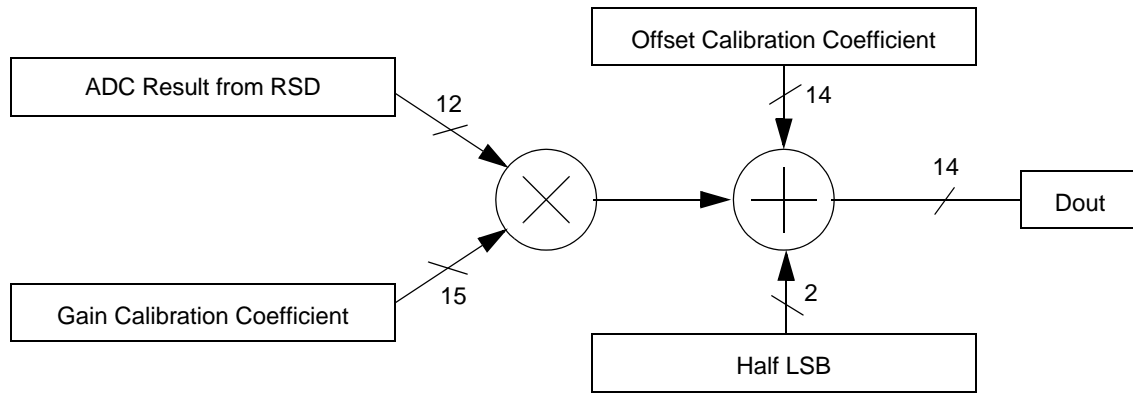 Offset Calibration Coefficient
ADC Result from RSD
12
14
14
Dout
15
2
Gain Calibration Coefficient
Half LSB